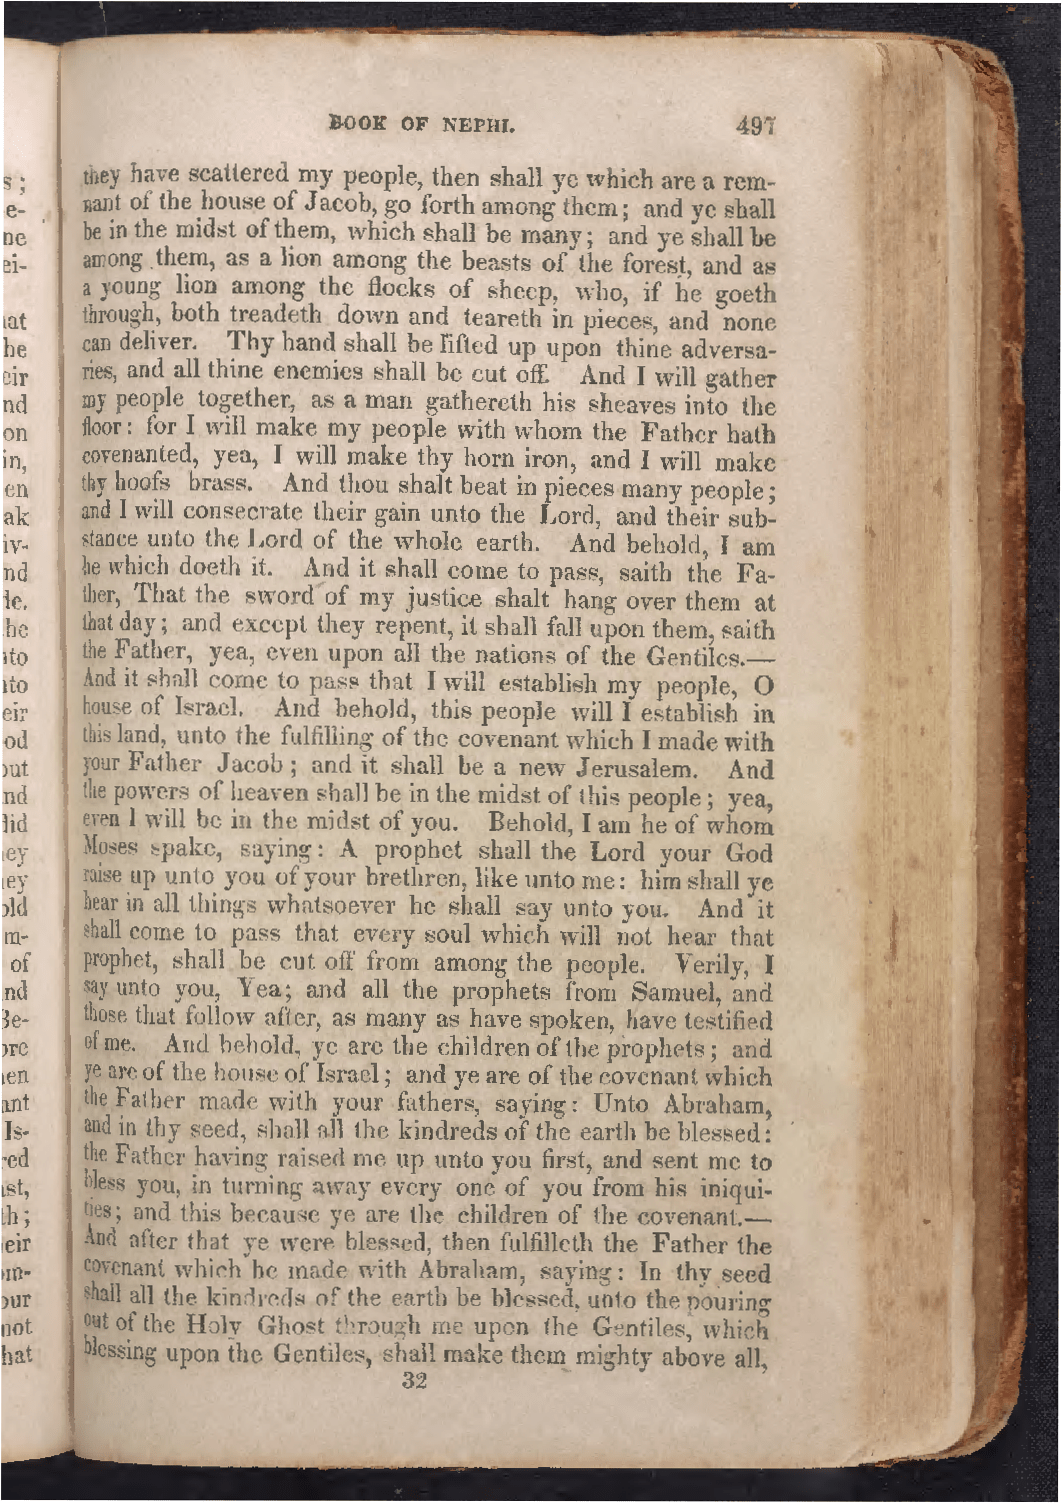 BOOK OF NEPHI. 497
they have scattered my people, then shall ye which are a rem-
nant of the house of Jacob, go forth among them; and ye shall
be in the midst of them, which shall be many; and ye shall be
among them, as a lion among the beasts of the forest, and as
a young lion among the flocks of sheep, who, if he goeth
through, both treadeth down and teareth in pieces, and none
can deliver. Thy hand shall be lifted up upon thine adversa-
ries, and all thine enemies shall be cut off. And I will gather
my people together, as a man gathereth his sheaves into the
floor: for I will make my people with whom the Father hath
covenanted, yea, I will make thy horn iron, and I will make
thy hoofs brass. And thou shalt beat in pieces many people;
and I will consecrate their gain unto the Lord, and their sub-
stance unto the Lord of the whole earth. And behold, I am
he which doeth it. And it shall come to pass, saith the Fa-
ther, That the sword of my justice shalt hang over them at
that day; and except they repent, it shall fall upon them, saith
the Father, yea, even upon all the nations of the Gentiles.—
And it shall come to pass that I will establish my people, O
house of Israel. And behold, this people will I establish in
this land, unto the fulfilling of the covenant which I made with
your Father Jacob; and it shall be a new Jerusalem. And
the powers of heaven shall be in the midst of this people; yea,
even I will be in the midst of you. Behold, I am he of whom
Moses spake, saying: A prophet shall the Lord your God
raise up unto you of your brethren, like unto me: him shall ye
hear in all things whatsoever he shall say unto you. And it
shall come to pass that every soul which will not hear that
prophet, shall be cut off from among the people. Verily, I
say unto you, Yea; and all the prophets from Samuel, and
those that follow after, as many as have spoken, have testified
of me. And behold, ye are the children of the prophets; and
ye are of the house of Israel; and ye are of the covenant which
the Father made with your fathers, saying: Unto Abraham,
and in thy seed, shall all the kindreds of the earth be blessed:
the Father having raised me up unto you first, and sent me to
bless you, in turning away every one of you from his iniqui-
ties; and this because ye are the children of the covenant.—
And after that ye were blessed, then fulfilleth the Father the
covenant which he made with Abraham, saying: In thy seed
shall all the kindreds of the earth be blessed, unto the pouring
out of the Holy Ghost through me upon the Gentiles, which
blessing upon the Gentiles, shall make them mighty above all,
32